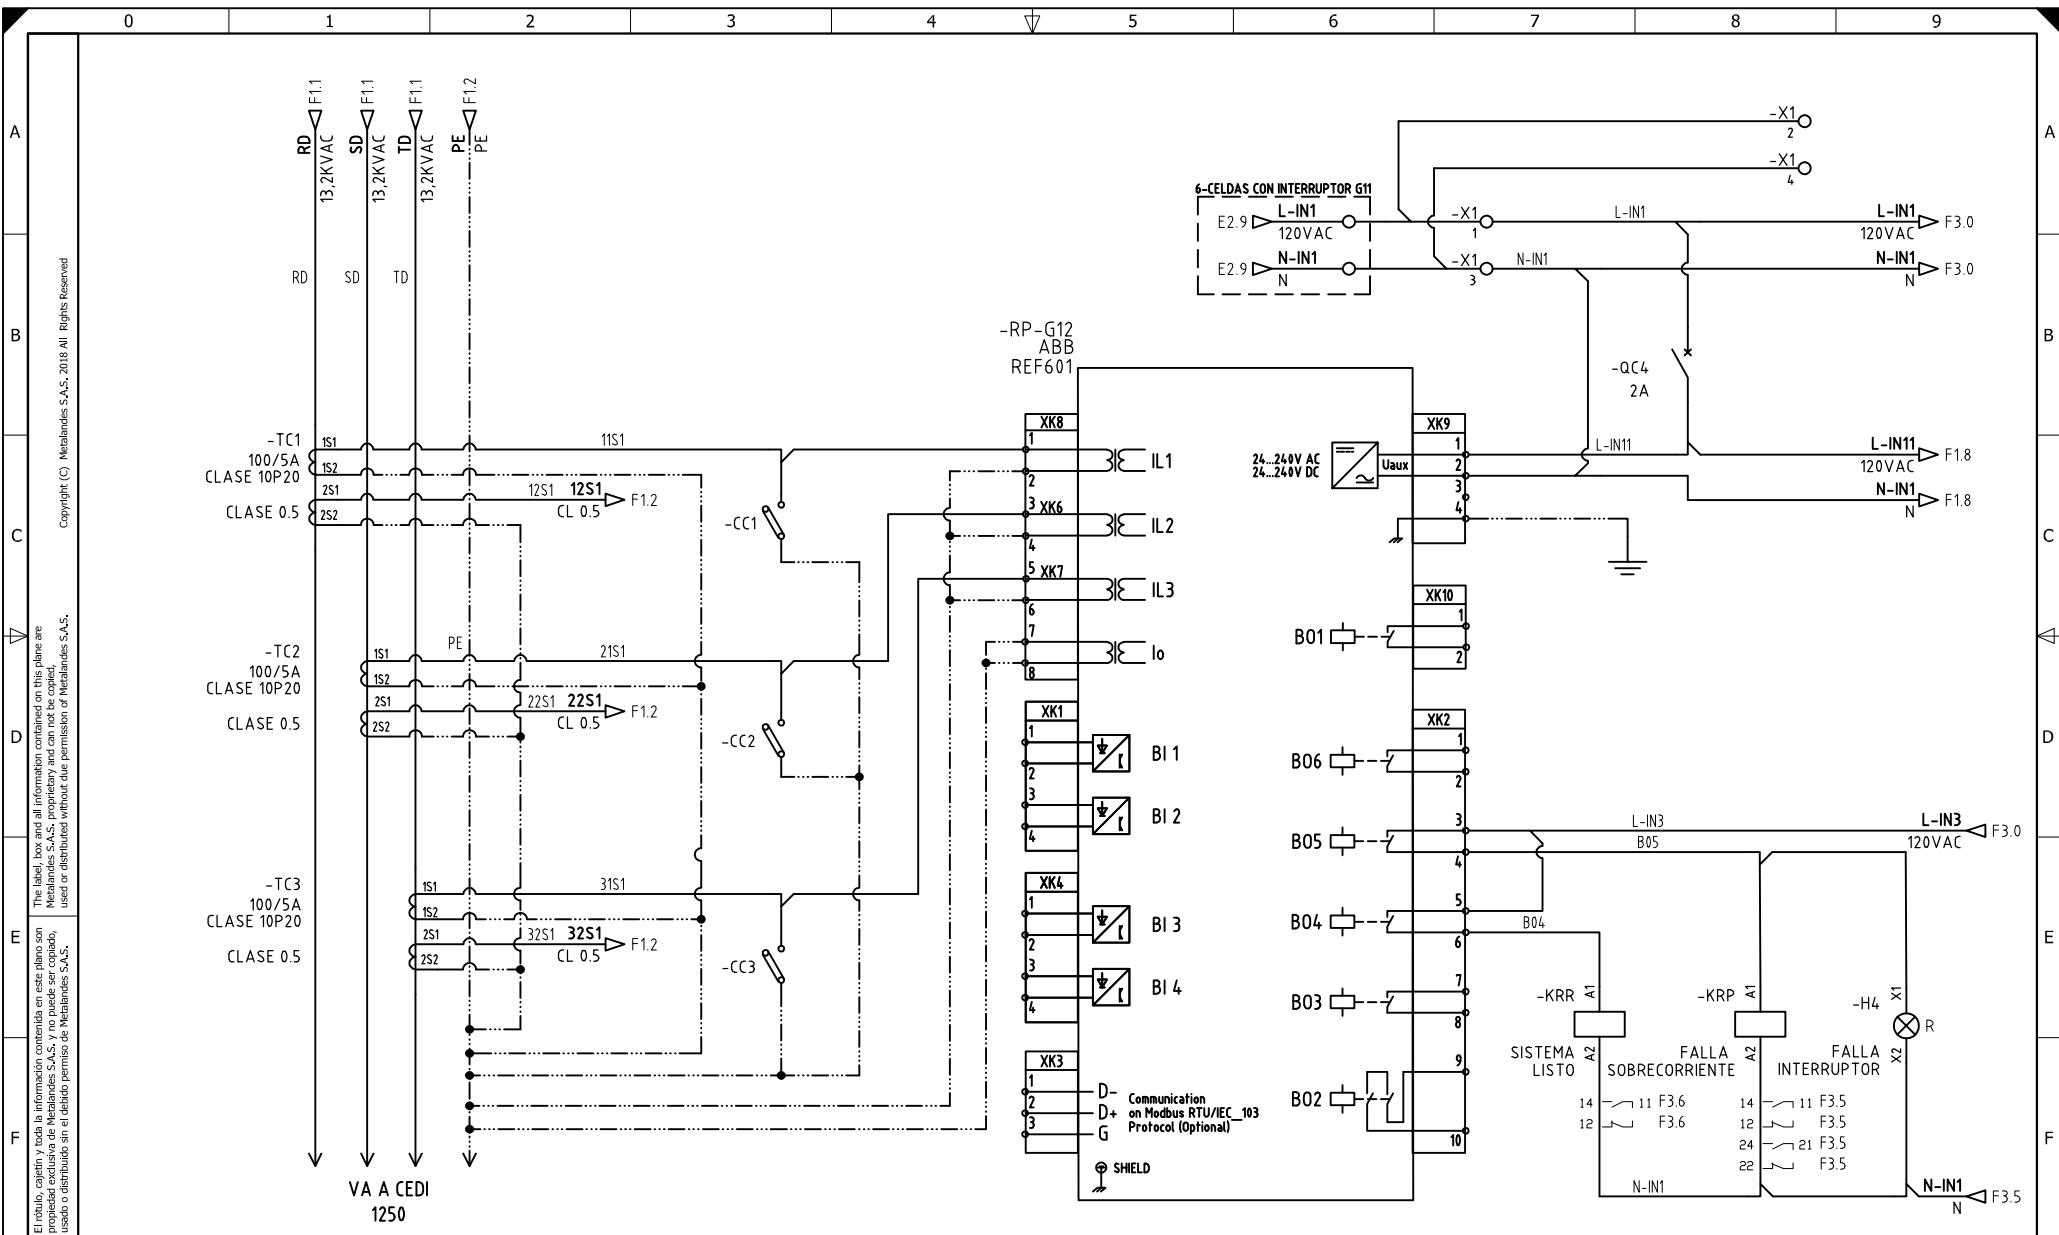 0 1 2 3 4 5 6 7 8 9
A
B
C
D
E
F
A
B
C
D
E
F
Copyright (C) Metalandes S.A.S. 2018 All Rights Reserved
The label, box and all information contained on this plane are
Metalandes S.A.S. proprietary and can not be copied,
used or distributed without due permission of Metalandes S.A.S.
El rótulo, cajetín y toda la información contenida en este plano son
propiedad exclusiva de Metalandes S.A.S. y no puede ser copiado,
usado o distribuido sin el debido permiso de Metalandes S.A.S.
F1.1 F1.1 F1.1 F1.2
RD 13,2KVAC
SD 13,2KVAC
TD 13,2KVAC
PE PE
RD SD TD
-TC1
100/5A
CLASE 10P20
CLASE 0.5
1S1
1S2
2S1
2S2
11S1
12S1 12S1 F1.2
CL 0.5
-CC1
PE
-TC2
100/5A
CLASE 10P20
CLASE 0.5
1S1
1S2
2S1
2S2
21S1
22S1 22S1 F1.2
CL 0.5
-CC2
-TC3
100/5A
CLASE 10P20
CLASE 0.5
1S1
1S2
2S1
2S2
31S1
32S1 32S1 F1.2
CL 0.5
-CC3
VA A CEDI
1250
-RP-G12
ABB
REF601
XK8
1
2
IL1
3 XK6
4
IL2
5 XK7
6
IL3
7
8
Io
XK1
1
2
BI 1
3
4
BI 2
XK4
1
2
BI 3
3
4
BI 4
XK3
1
2
3
D-
D+
G
Communication
on Modbus RTU/IEC_103
Protocol (Optional)
SHIELD
6-CELDAS CON INTERRUPTOR G11
E2.9 L-IN1
120VAC
E2.9 N-IN1
N
-X1
2
-X1
4
-X1
1
L-IN1
L-IN1 F3.0
120VAC
-X1
3
N-IN1
N-IN1 F3.0
N
-QC4
2A
24...240V AC
24...240V DC
Uaux
XK9
1
2
3
4
L-IN11
L-IN11 F1.8
120VAC
N-IN1 F1.8
N
XK10
BO1
1
2
XK2
BO6
1
2
BO5
3
4
L-IN3
B05
L-IN3 F3.0
120VAC
BO4
5
6
B04
BO3
7
8
BO2
9
10
-KRR A1
A2
SISTEMA
LISTO
14 11 F3.6
12 F3.6
-KRP A1
A2
FALLA
SOBRECORRIENTE
14 11 F3.5
12 F3.5
24 21 F3.5
22 F3.5
-H4 X1
R
X2
FALLA
INTERRUPTOR
N-IN1
N-IN1 F3.5
N